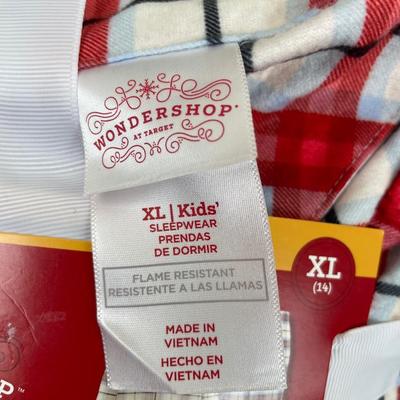 WONDERSHOP
AT TARGET
XL | Kids'
SLEEPWEAR
PRENDAS
DE DORMIR
FLAME RESISTANT
RESISTENTE A LAS LLAMAS
MADE IN
VIETNAM
HECHO EN
VIETNAM
XL
(14)
P™